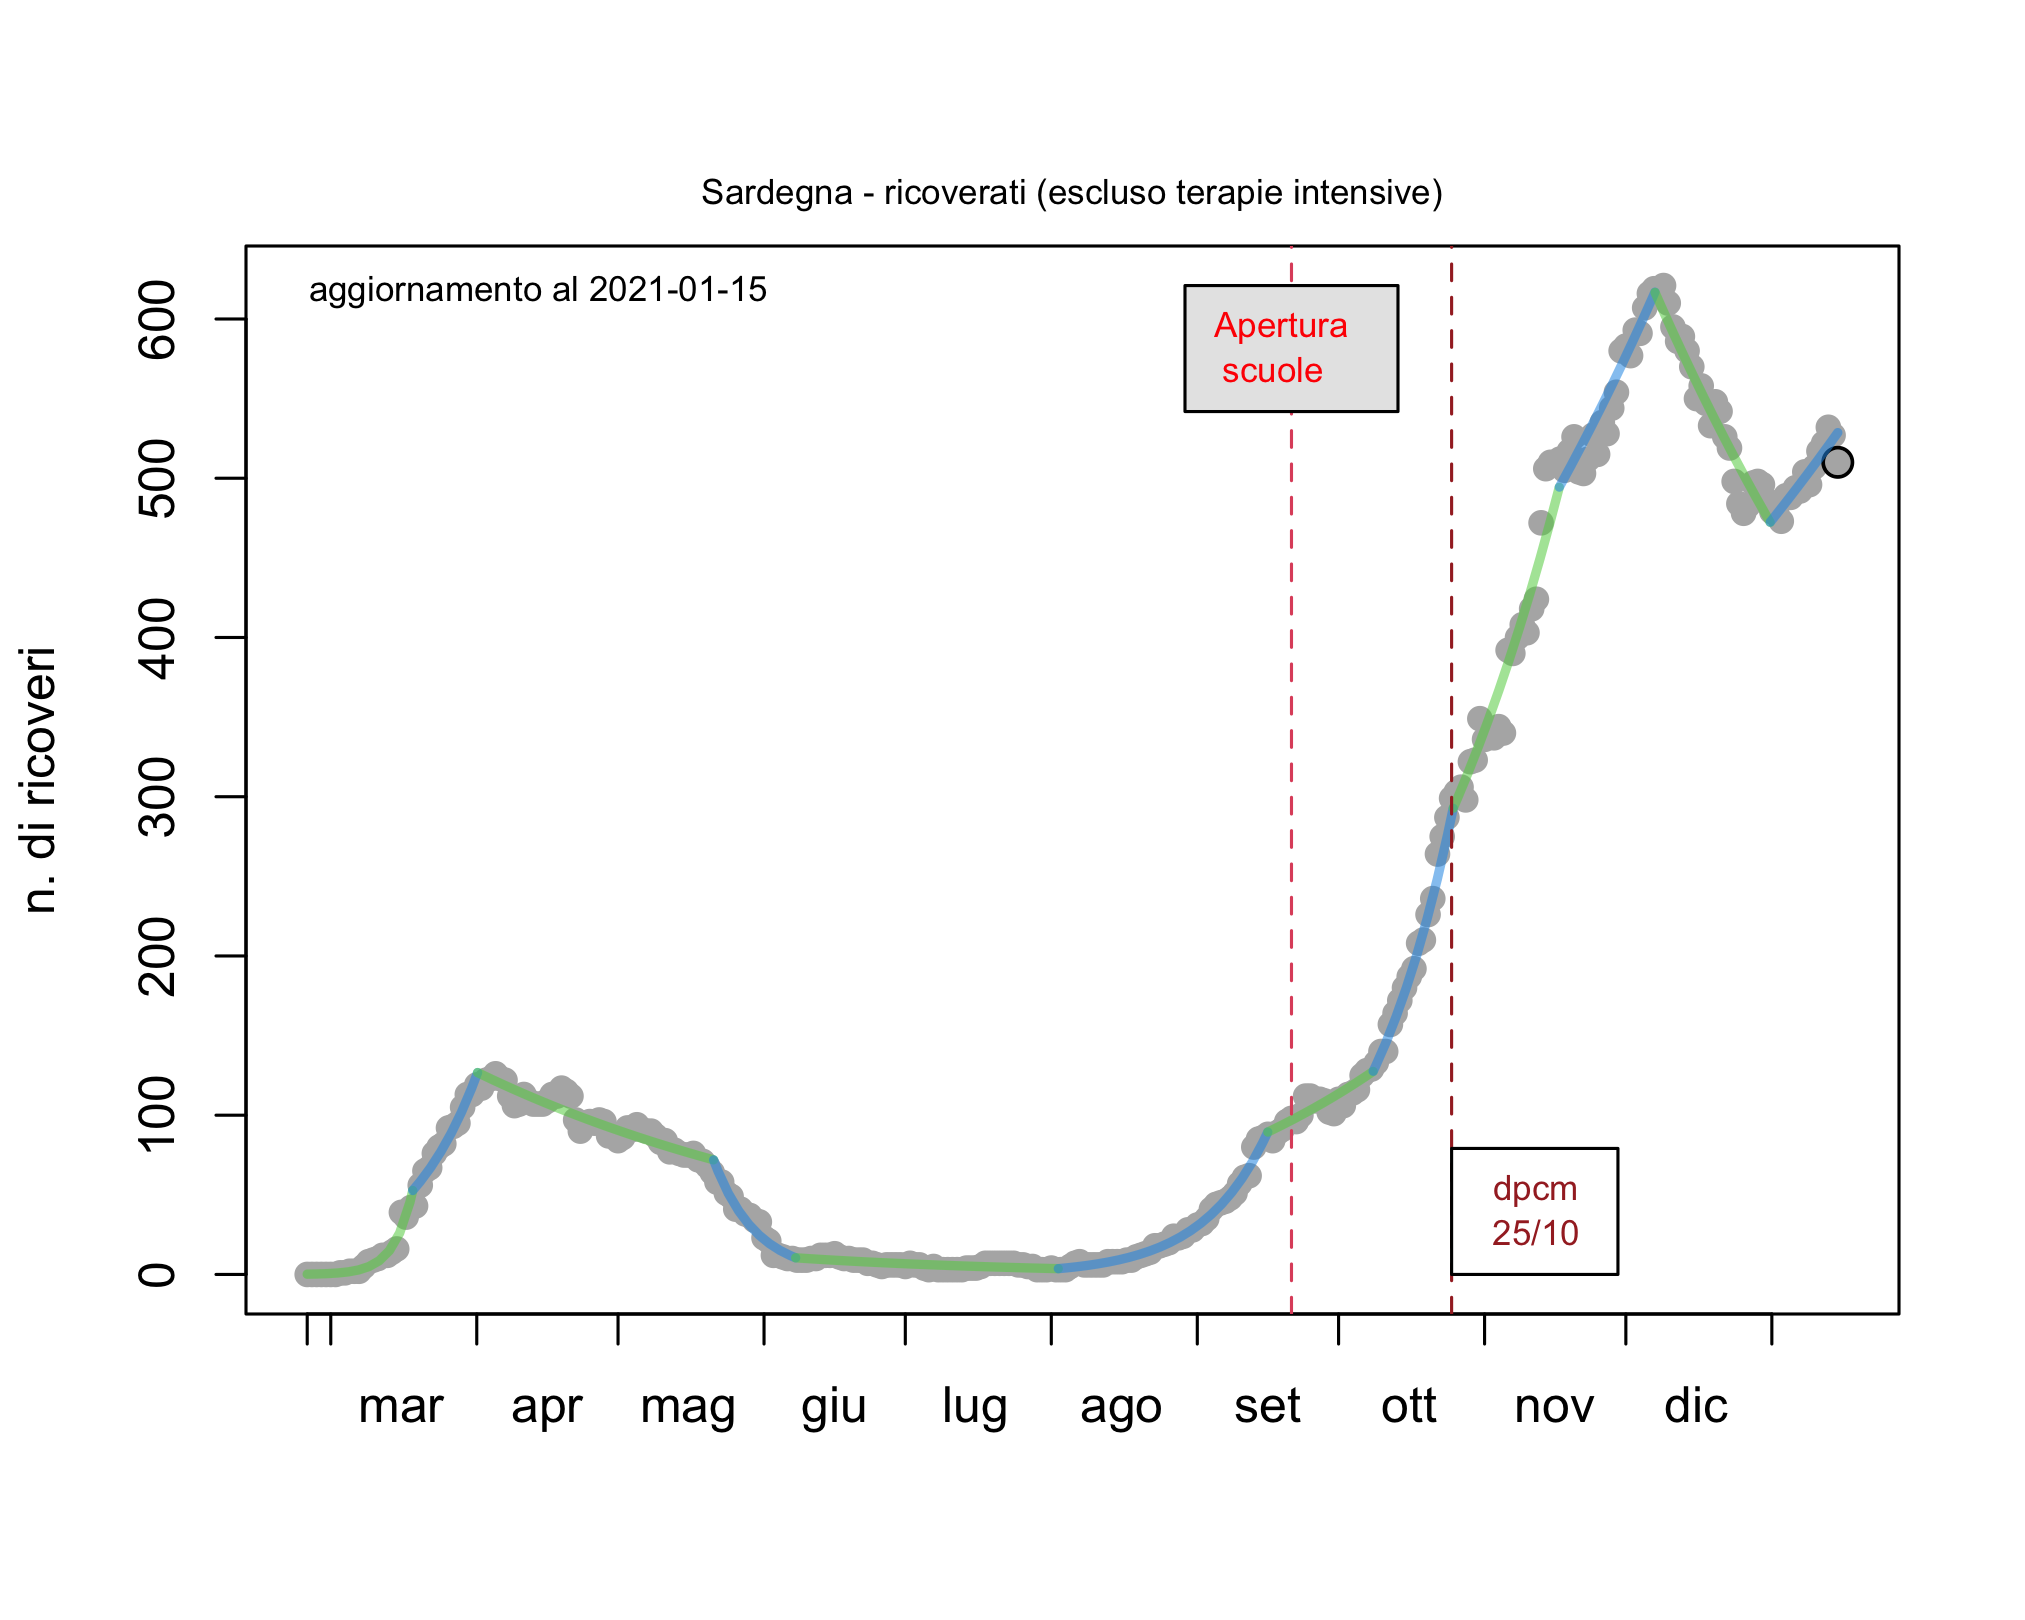 Sardegna - ricoverati (escluso terapie intensive)
aggiornamento al 2021-01-15
Apertura
scuole
dpcm
25/10
n. di ricoveri
600
500
400
300
200
100
0
mar apr mag giu lug ago set ott nov dic